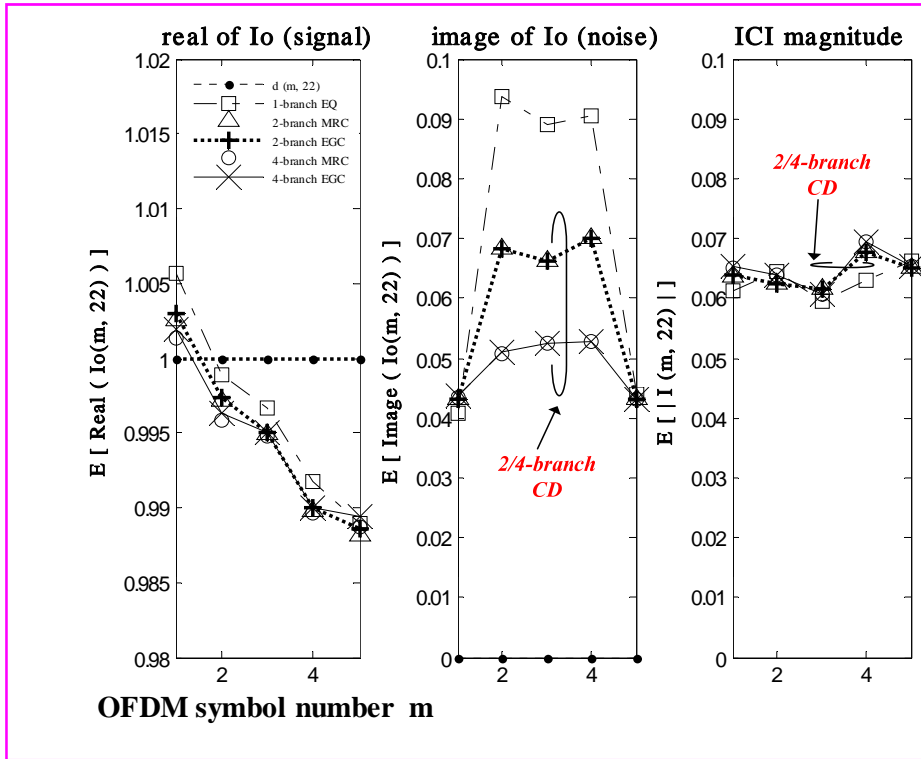 real of Io (signal)
image of Io (noise)
ICI magnitude
E [ Real ( Io(m, 22) ) ]
1.02
1.015
1.01
1.005
1
0.995
0.99
0.985
0.98
2
4
d (m, 22)
1-branch EQ
2-branch MRC
2-branch EGC
4-branch MRC
4-branch EGC
E [ Image ( Io(m, 22) ) ]
0.1
0.09
0.08
0.07
0.06
0.05
0.04
0.03
0.02
0.01
0
2
4
2/4-branch
CD
E [ | I (m, 22) | ]
0.1
0.09
0.08
0.07
0.06
0.05
0.04
0.03
0.02
0.01
0
2
4
2/4-branch
CD
OFDM symbol number m